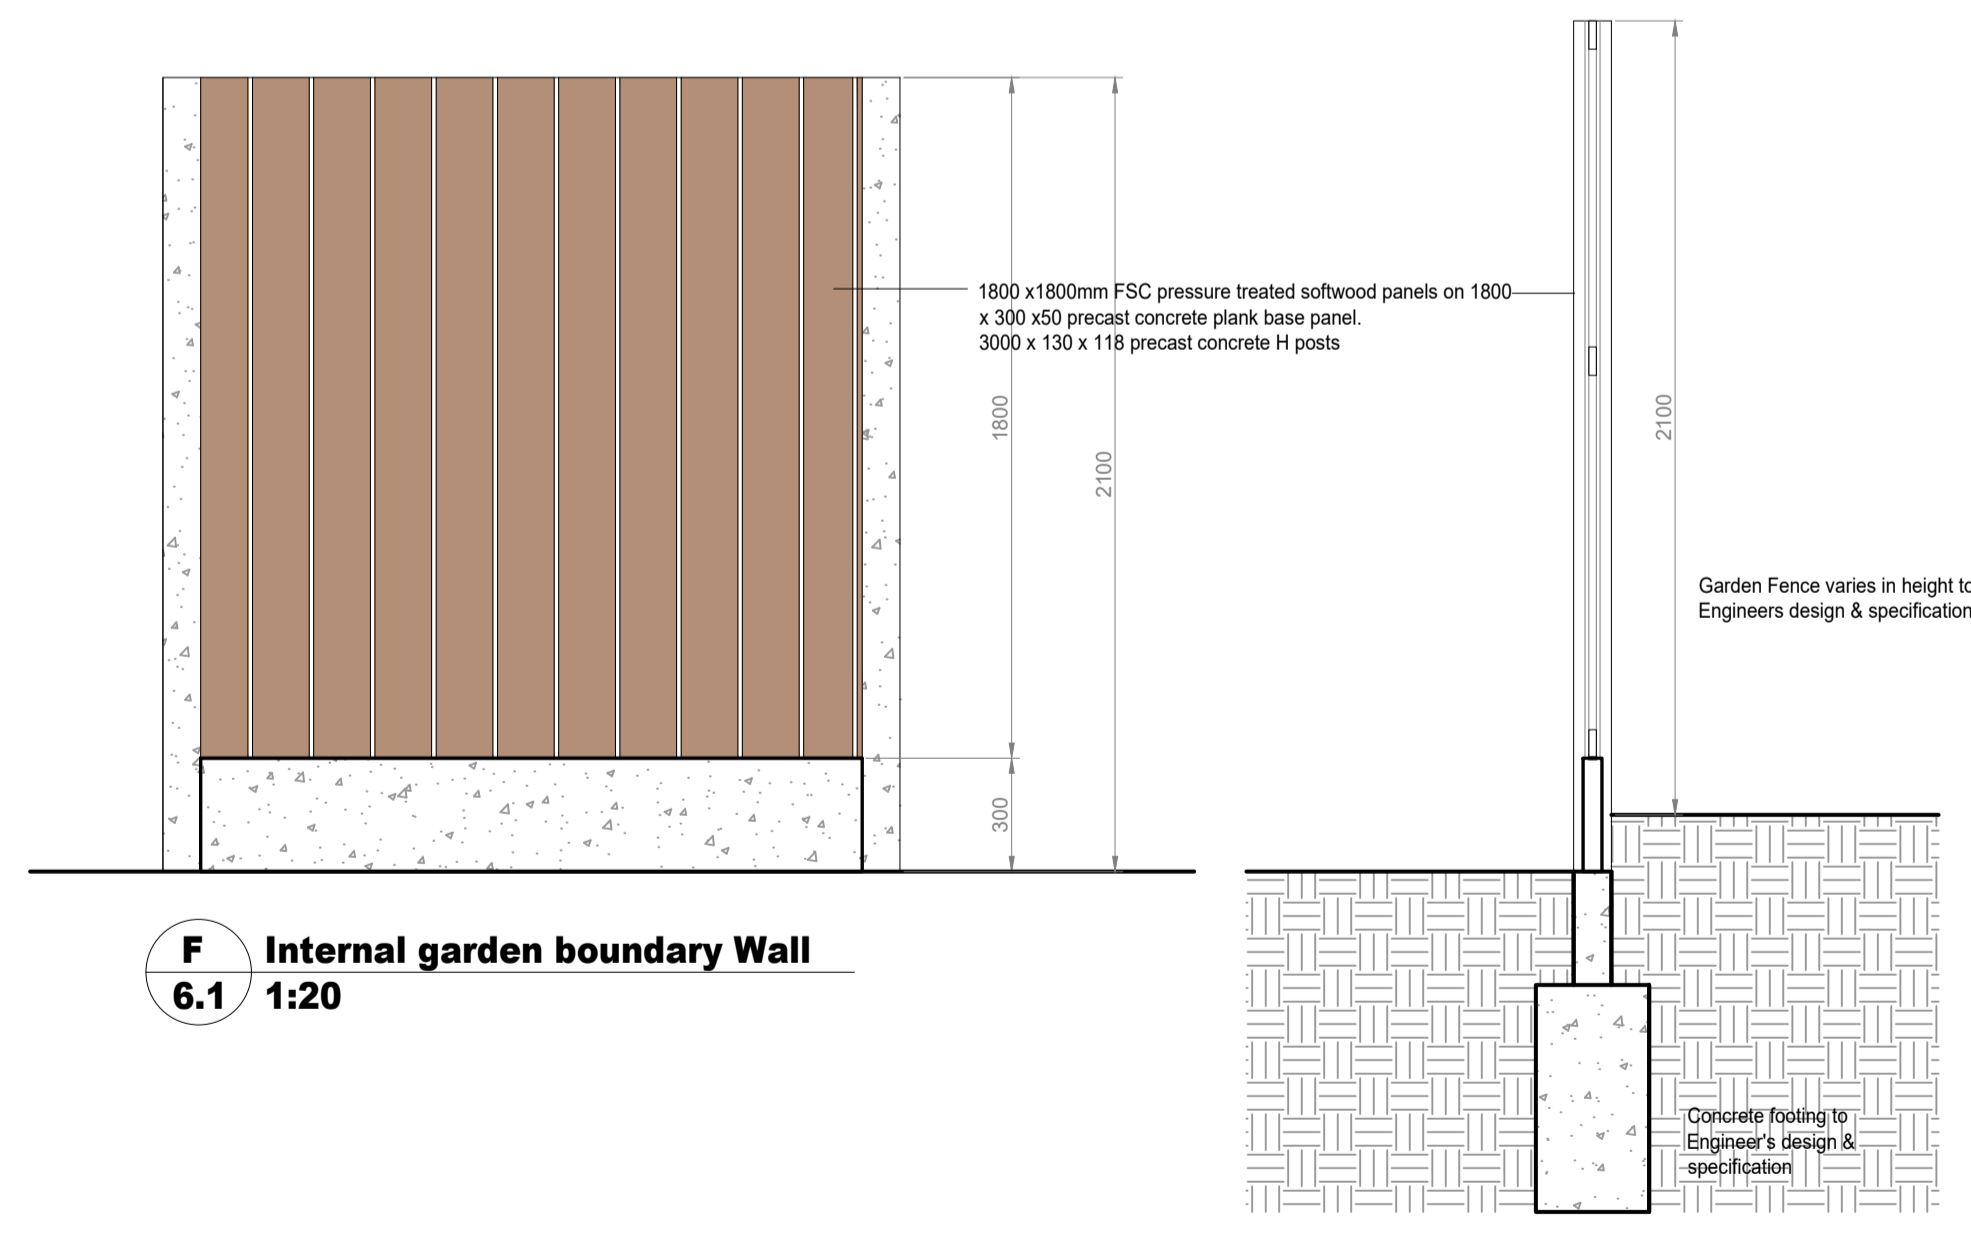 1800 x1800mm FSC pressure treated softwood panels on 1800
x 300 x50 precast concrete plank base panel.
3000 x 130 x 118 precast concrete H posts
1800
2100
300
2100
Garden Fence varies in height to
Engineers design & specification
F
Internal garden boundary Wall
6.1
1:20
Concrete footing to
Engineer's design &
specification